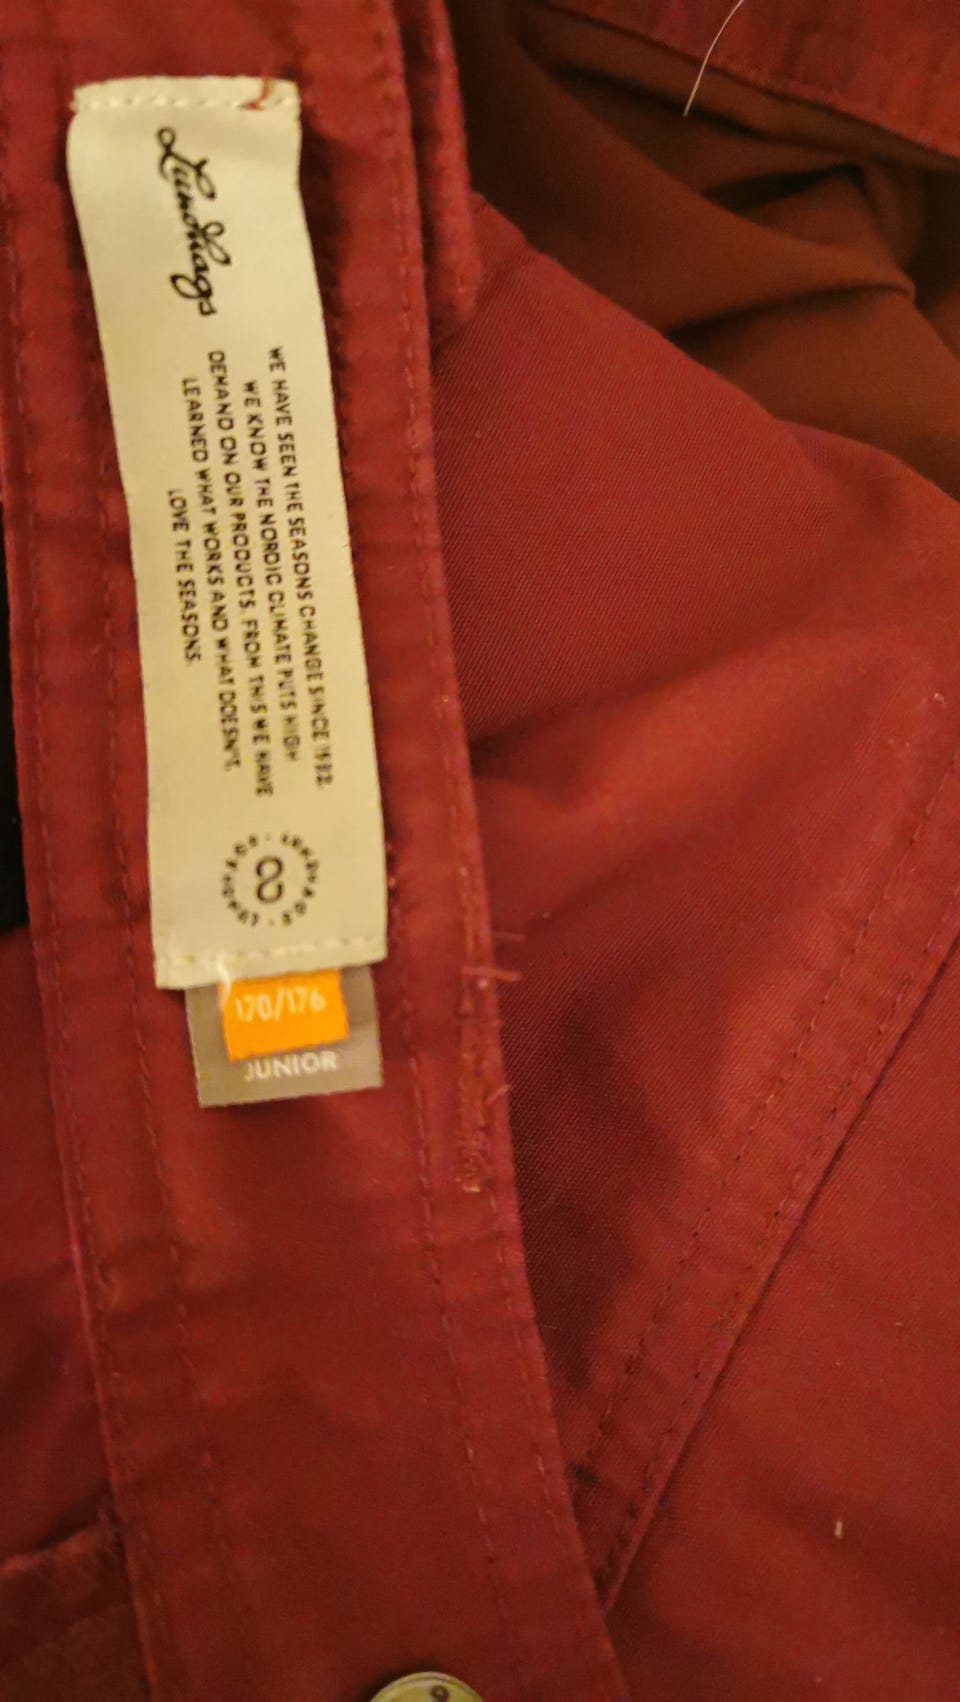 Lundhags
WE HAVE SEEN THE SEASONS CHANGE SINCE 1932.
WE KNOW THE NORDIC CLIMATE PUTS HIGH
DEMAND ON OUR PRODUCTS. FROM THIS WE HAVE
LEARNED WHAT WORKS AND WHAT DOESN'T.
LOVE THE SEASONS.
170/176
JUNIOR